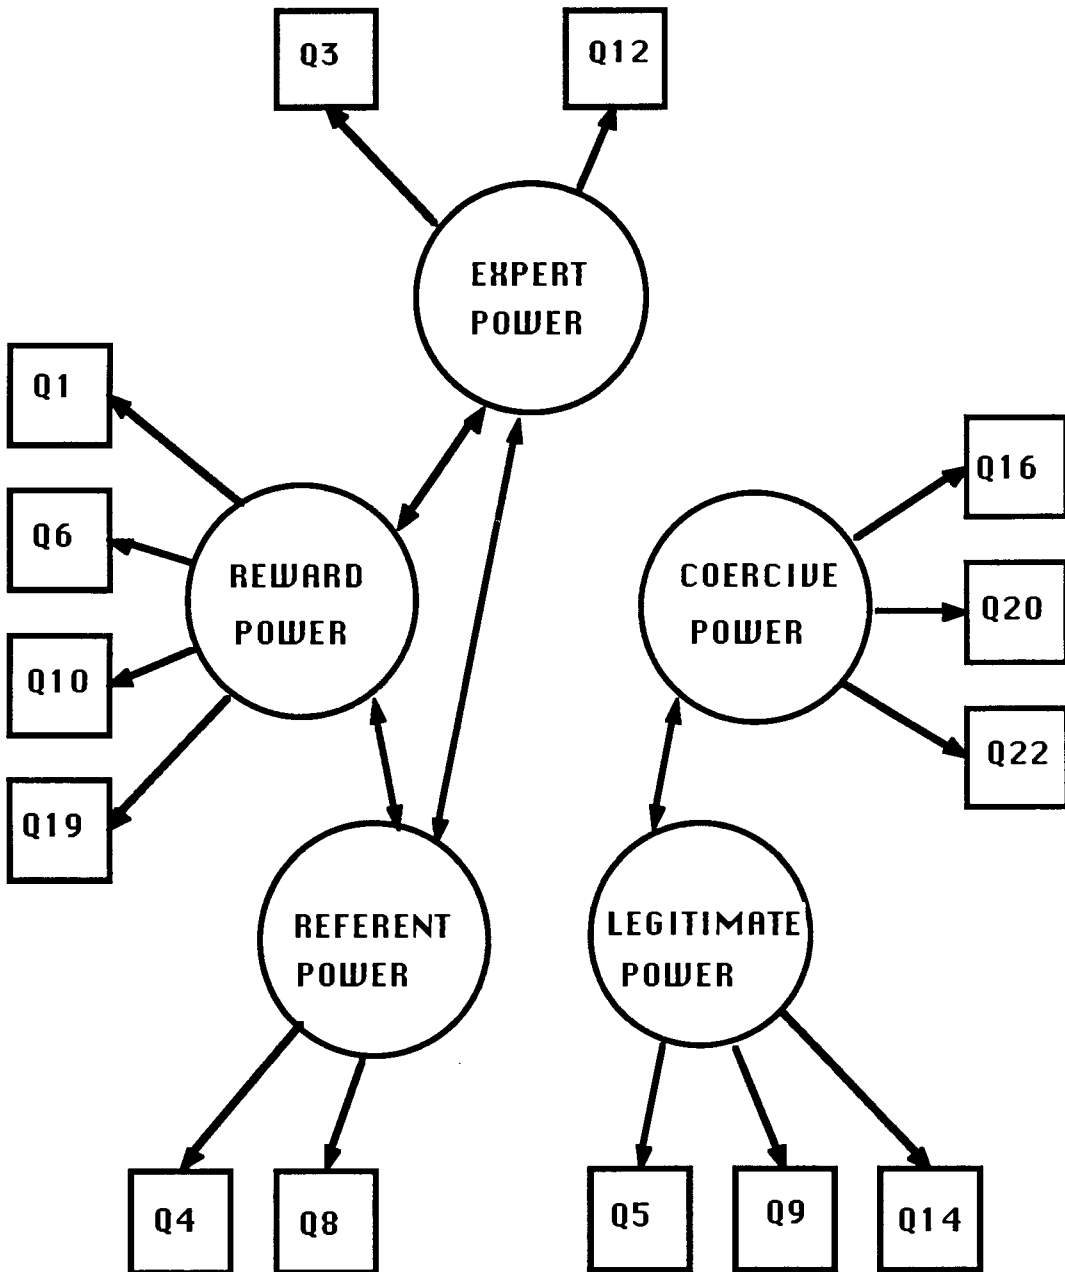 Q3
Q12
EXPERT
POWER
Q1
Q6
Q10
Q19
REWARD
POWER
COERCIVE
POWER
Q16
Q20
Q22
REFERENT
POWER
LEGITIMATE
POWER
Q4
Q8
Q5
Q9
Q14